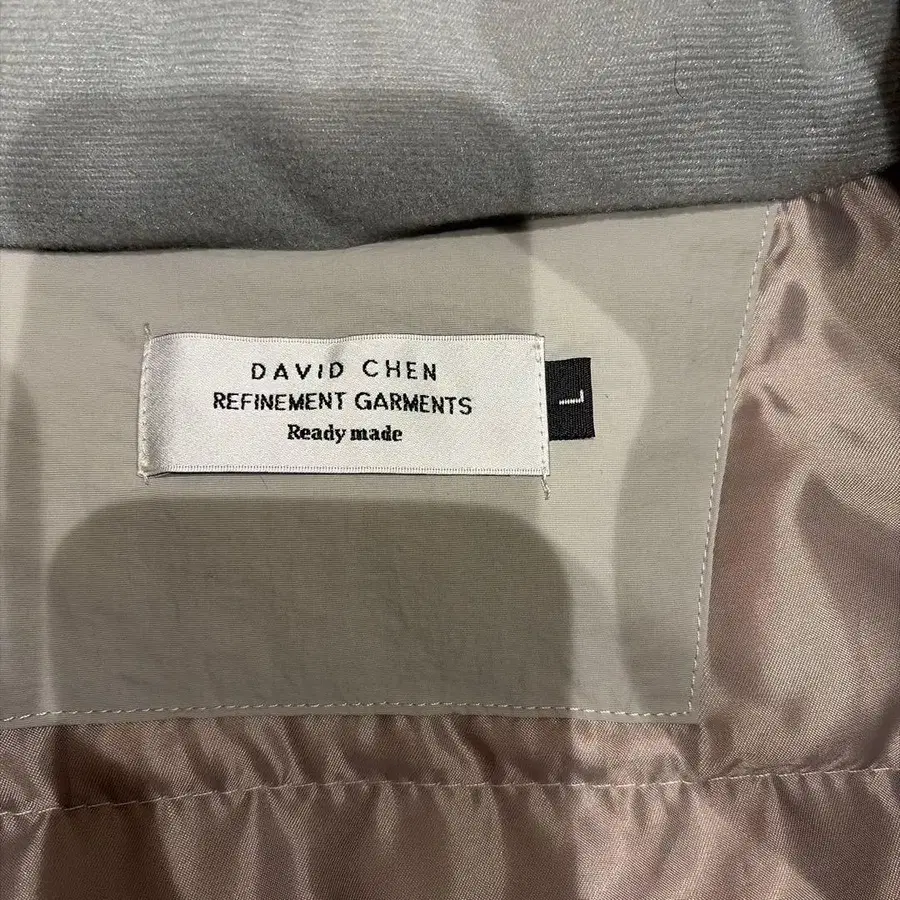 DAVID CHEN
REFINEMENT GARMENTS
Ready made
L